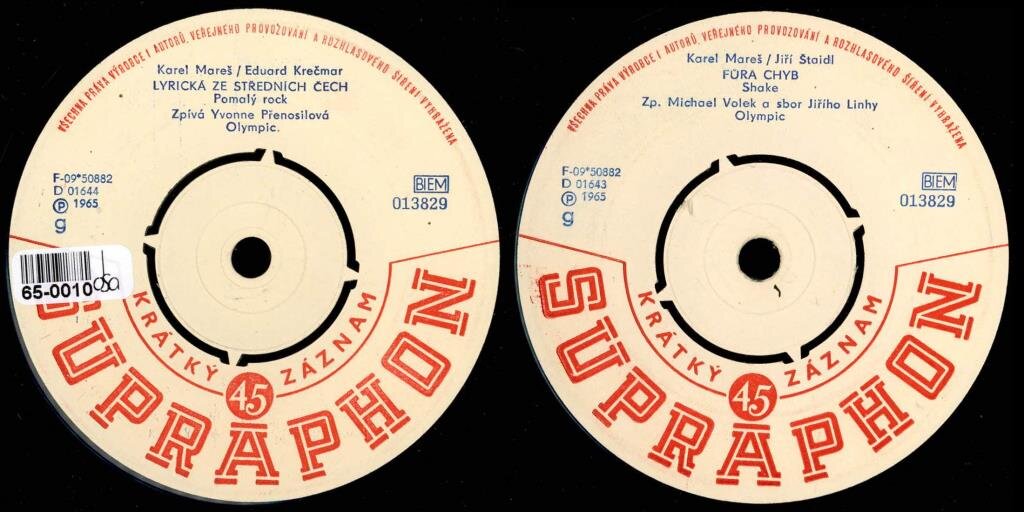 VŠECHNA PRÁVA VÝROBCE I AUTORŮ, VEŘEJNÉHO PROVOZOVÁNÍ A ROZHLASOVÉHO ŠÍŘENÍ VYHRAŽENA
Karel Mareš/Eduard Krečmar
LYRICKÁ ZE STŘEDNÍCH ČECH
Pomalý rock
Zpívá Yvonne Přenosilová
Olympic.
F-09*50882
D 01644
Ⓟ 1965
g
BIEM
013829
65-0010
osa
KRÁTKÝ 45 ZÁZNAM
SUPRAPHON
VŠECHNA PRÁVA VÝROBCE I AUTORŮ, VEŘEJNÉHO PROVOZOVÁNÍ A ROZHLASOVÉHO ŠÍŘENÍ VYHRAŽENA
Karel Mareš/Jiří Štaidl
FŮRA CHYB
Shake
Zp. Michael Volek a sbor Jiřího Linhy
Olympic
F-09*50882
D 01643
Ⓟ 1965
g
BIEM
013829
KRÁTKÝ 45 ZÁZNAM
SUPRAPHON